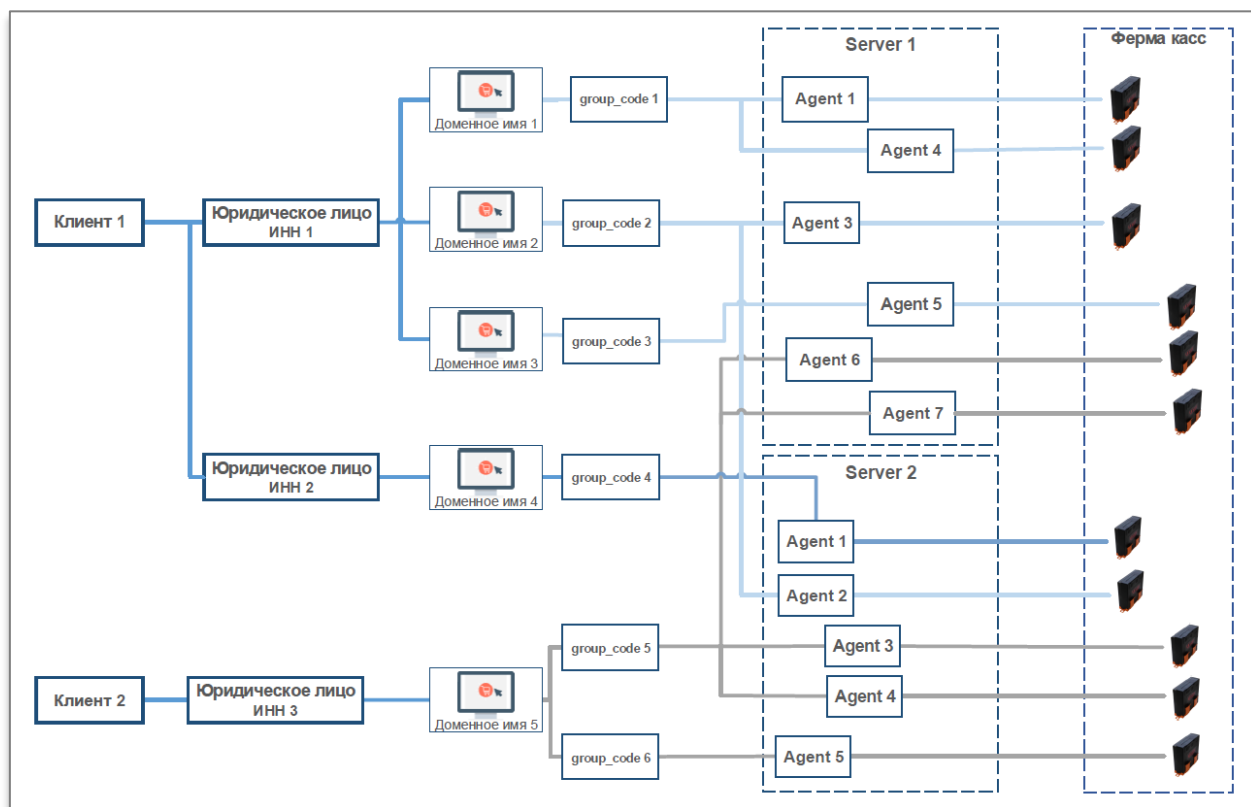 Server 1
Ферма касс
Доменное имя 1
group_code 1
Agent 1
Agent 4
Клиент 1
Юридическое лицо
ИНН 1
Доменное имя 2
group_code 2
Agent 3
Доменное имя 3
group_code 3
Agent 5
Agent 6
Agent 7
Юридическое лицо
ИНН 2
Доменное имя 4
group_code 4
Server 2
Agent 1
Agent 2
group_code 5
Agent 3
Клиент 2
Юридическое лицо
ИНН 3
Доменное имя 5
Agent 4
group_code 6
Agent 5